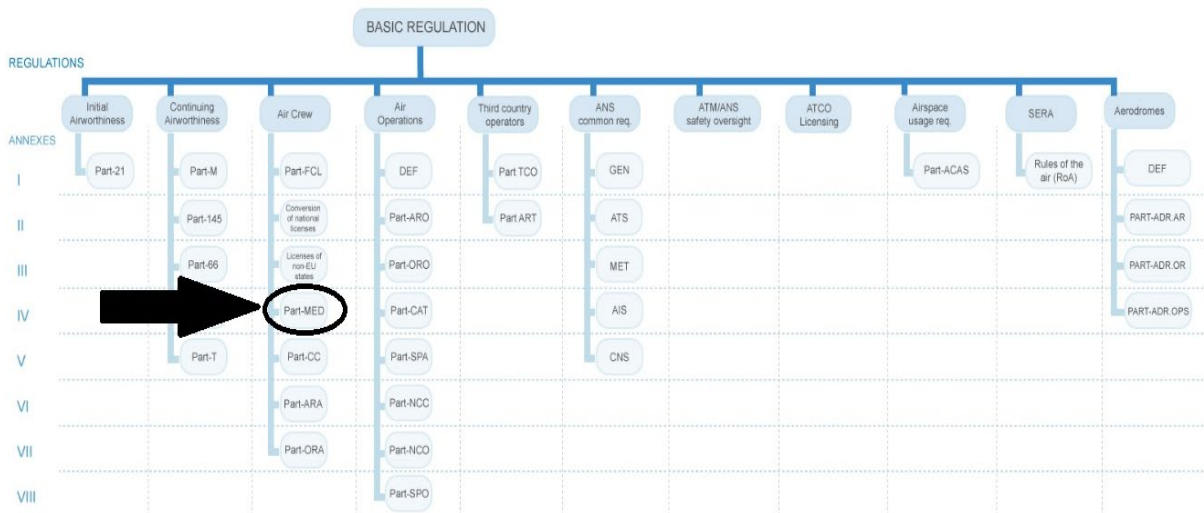 BASIC REGULATION
REGULATIONS
Initial
Airworthiness
Continuing
Airworthiness
Air Crew
Air
Operations
Third country
operators
ANS
common req.
ATM/ANS
safety oversight
ATCO
Licensing
Airspace
usage req.
SERA
Aerodromes
ANNEXES
I
Part-21
Part-M
Part-FCL
DEF
Part TCO
GEN
Part-ACAS
Rules of the
air (RoA)
DEF
II
Part-145
Conversion
of national
licenses
Part-ARO
Part ART
ATS
PART-ADR.AR
III
Part-66
Licenses of
non-EU
states
Part-ORO
MET
PART-ADR.OR
IV
Part-MED
Part-CAT
AIS
PART-ADR.OPS
V
Part-T
Part-CC
Part-SPA
CNS
VI
Part-ARA
Part-NCC
VII
Part-ORA
Part-NCO
VIII
Part-SPO